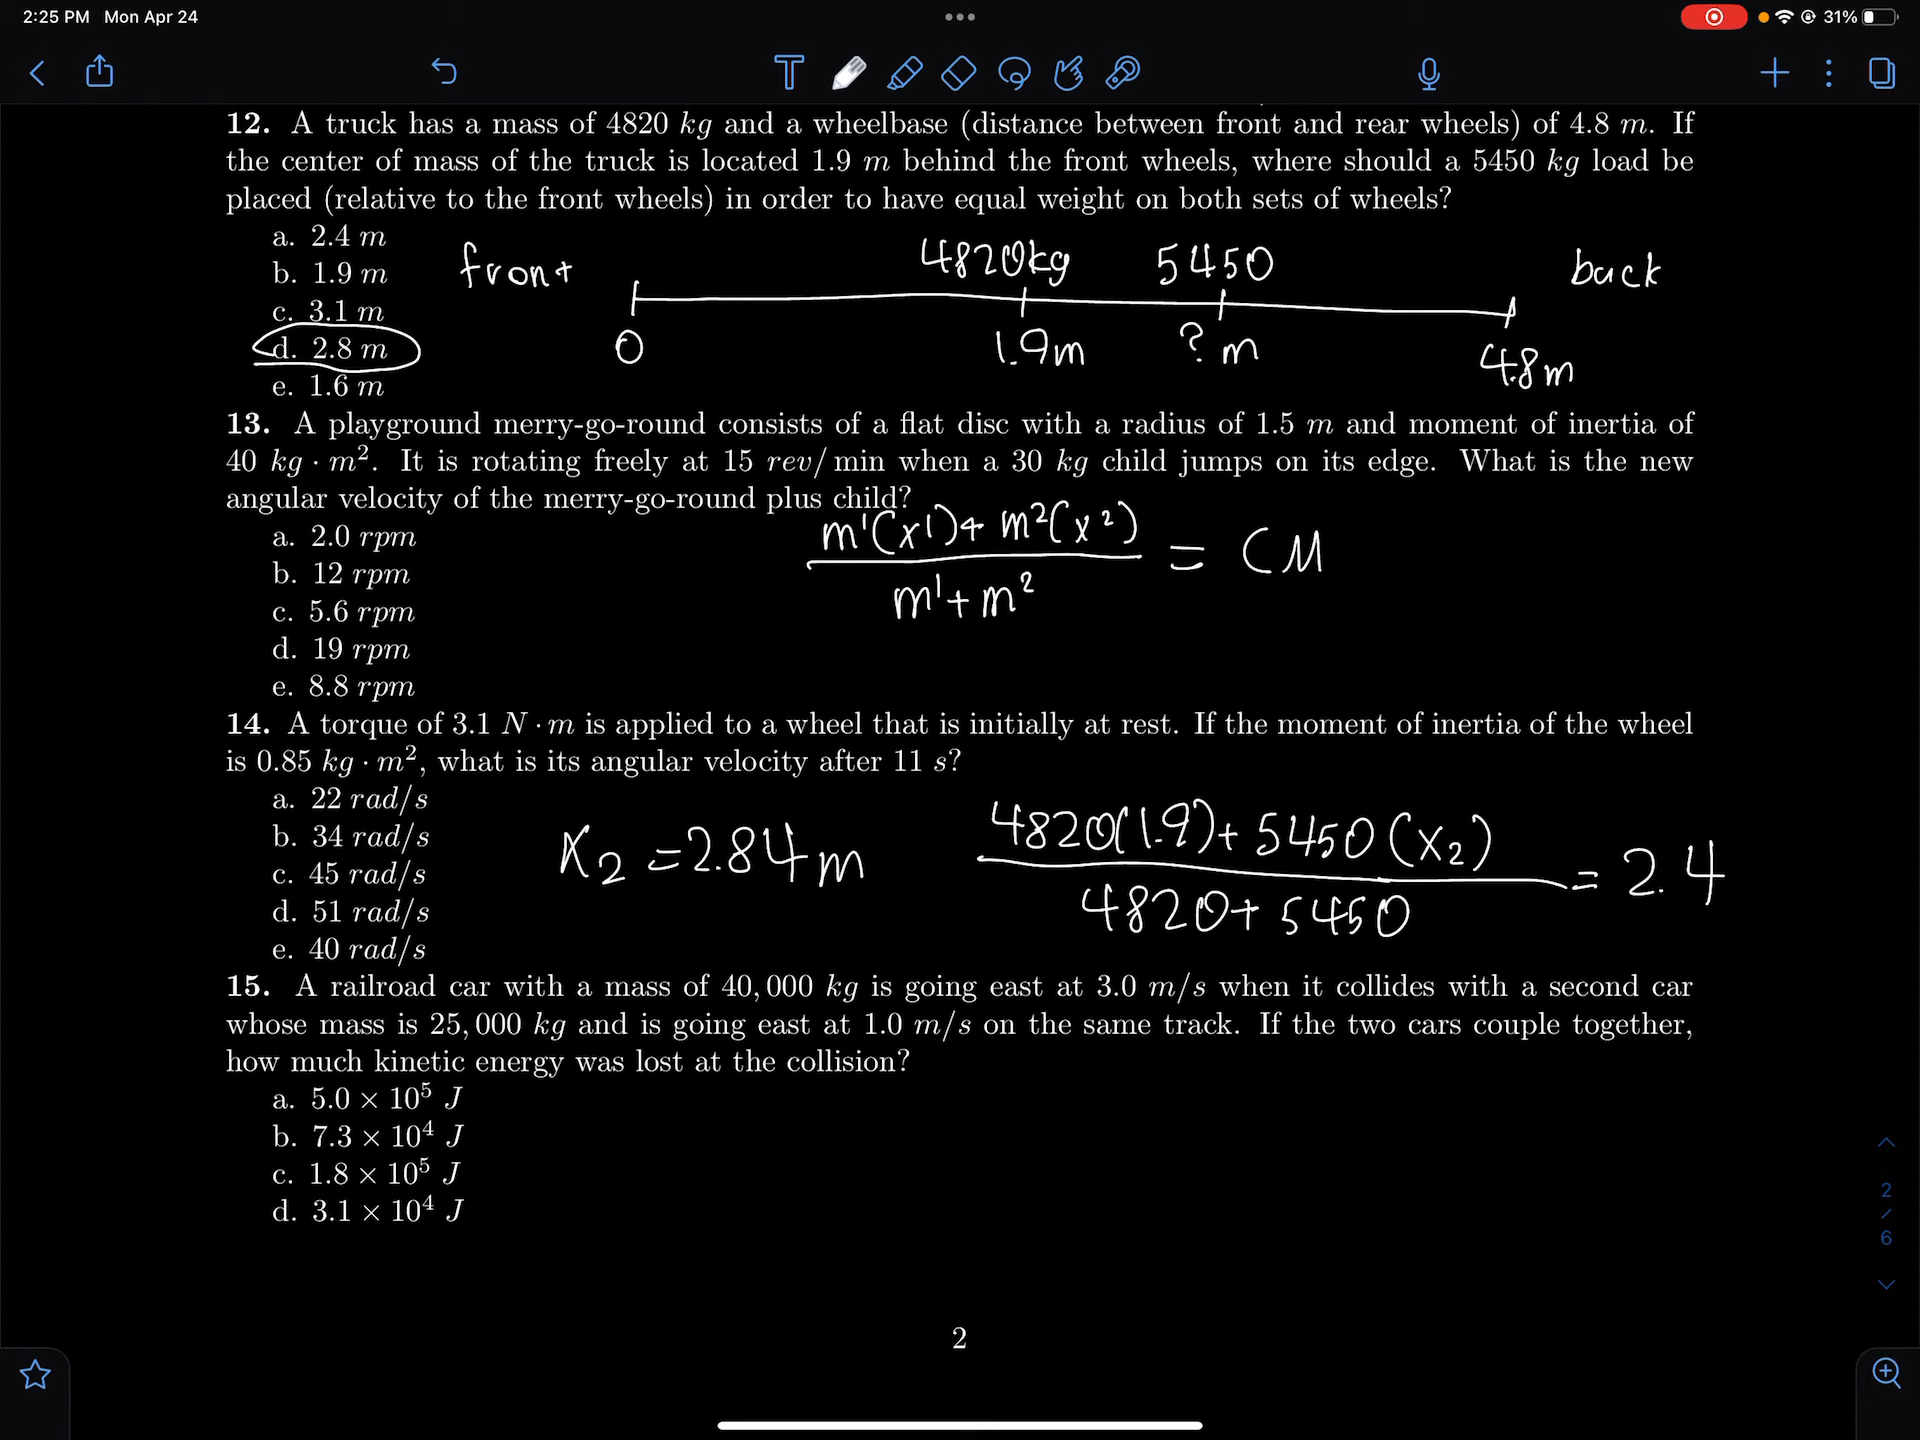 2:25 PM Mon Apr 24
31%
12. A truck has a mass of 4820 kg and a wheelbase (distance between front and rear wheels) of 4.8 m. If
the center of mass of the truck is located 1.9 m behind the front wheels, where should a 5450 kg load be
placed (relative to the front wheels) in order to have equal weight on both sets of wheels?
a. 2.4 m
b. 1.9 m
c. 3.1 m
d. 2.8 m
e. 1.6 m
front 4820kg 5450 back
0 1.9m ? m 4.8m
13. A playground merry-go-round consists of a flat disc with a radius of 1.5 m and moment of inertia of
40 kg · m². It is rotating freely at 15 rev/min when a 30 kg child jumps on its edge. What is the new
angular velocity of the merry-go-round plus child?
a. 2.0 rpm
b. 12 rpm
c. 5.6 rpm
d. 19 rpm
e. 8.8 rpm
m¹(x¹)+ m²(x²)
= CM
m¹+m²
14. A torque of 3.1 N · m is applied to a wheel that is initially at rest. If the moment of inertia of the wheel
is 0.85 kg · m², what is its angular velocity after 11 s?
a. 22 rad/s
b. 34 rad/s
c. 45 rad/s
d. 51 rad/s
e. 40 rad/s
X₂ =2.84m
4820(1.9)+ 5450(X₂)
= 2.4
4820+ 5450
15. A railroad car with a mass of 40,000 kg is going east at 3.0 m/s when it collides with a second car
whose mass is 25,000 kg and is going east at 1.0 m/s on the same track. If the two cars couple together,
how much kinetic energy was lost at the collision?
a. 5.0 × 10⁵ J
b. 7.3 × 10⁴ J
c. 1.8 × 10⁵ J
d. 3.1 × 10⁴ J
2
/
6
2